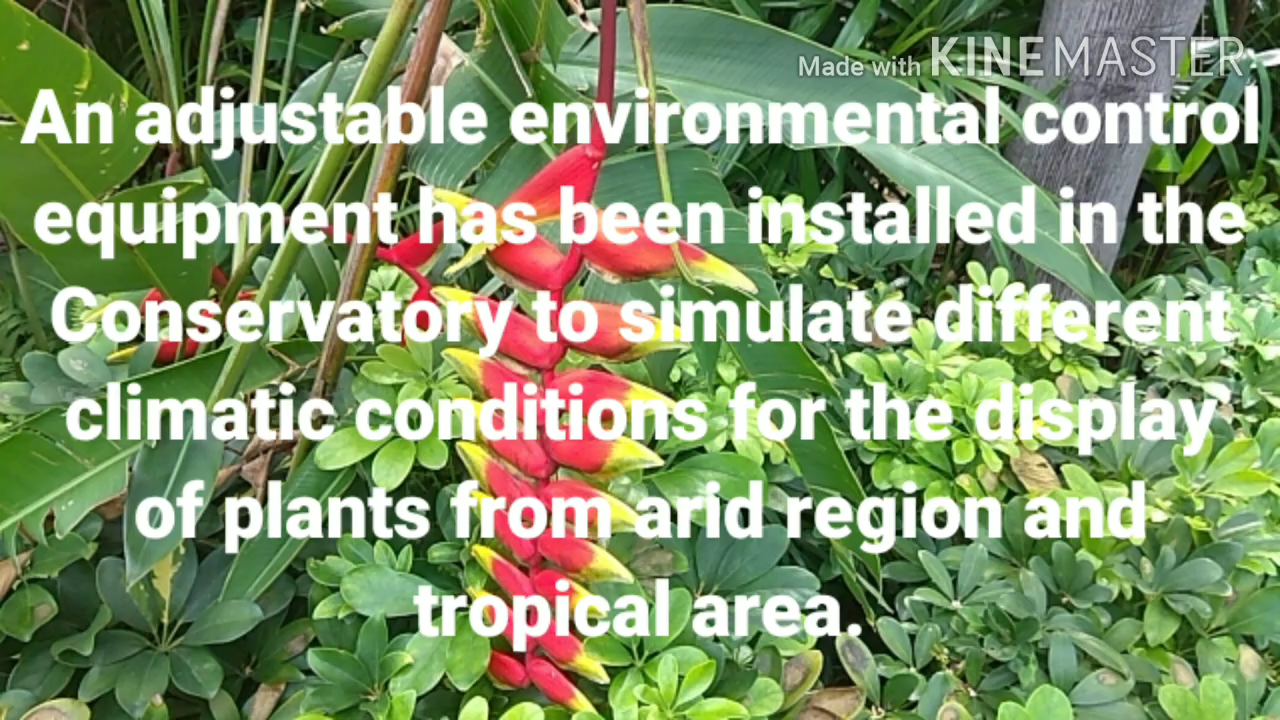 Made with KINEMASTER
An adjustable environmental control
equipment has been installed in the
Conservatory to simulate different
climatic conditions for the display
of plants from arid region and
tropical area.